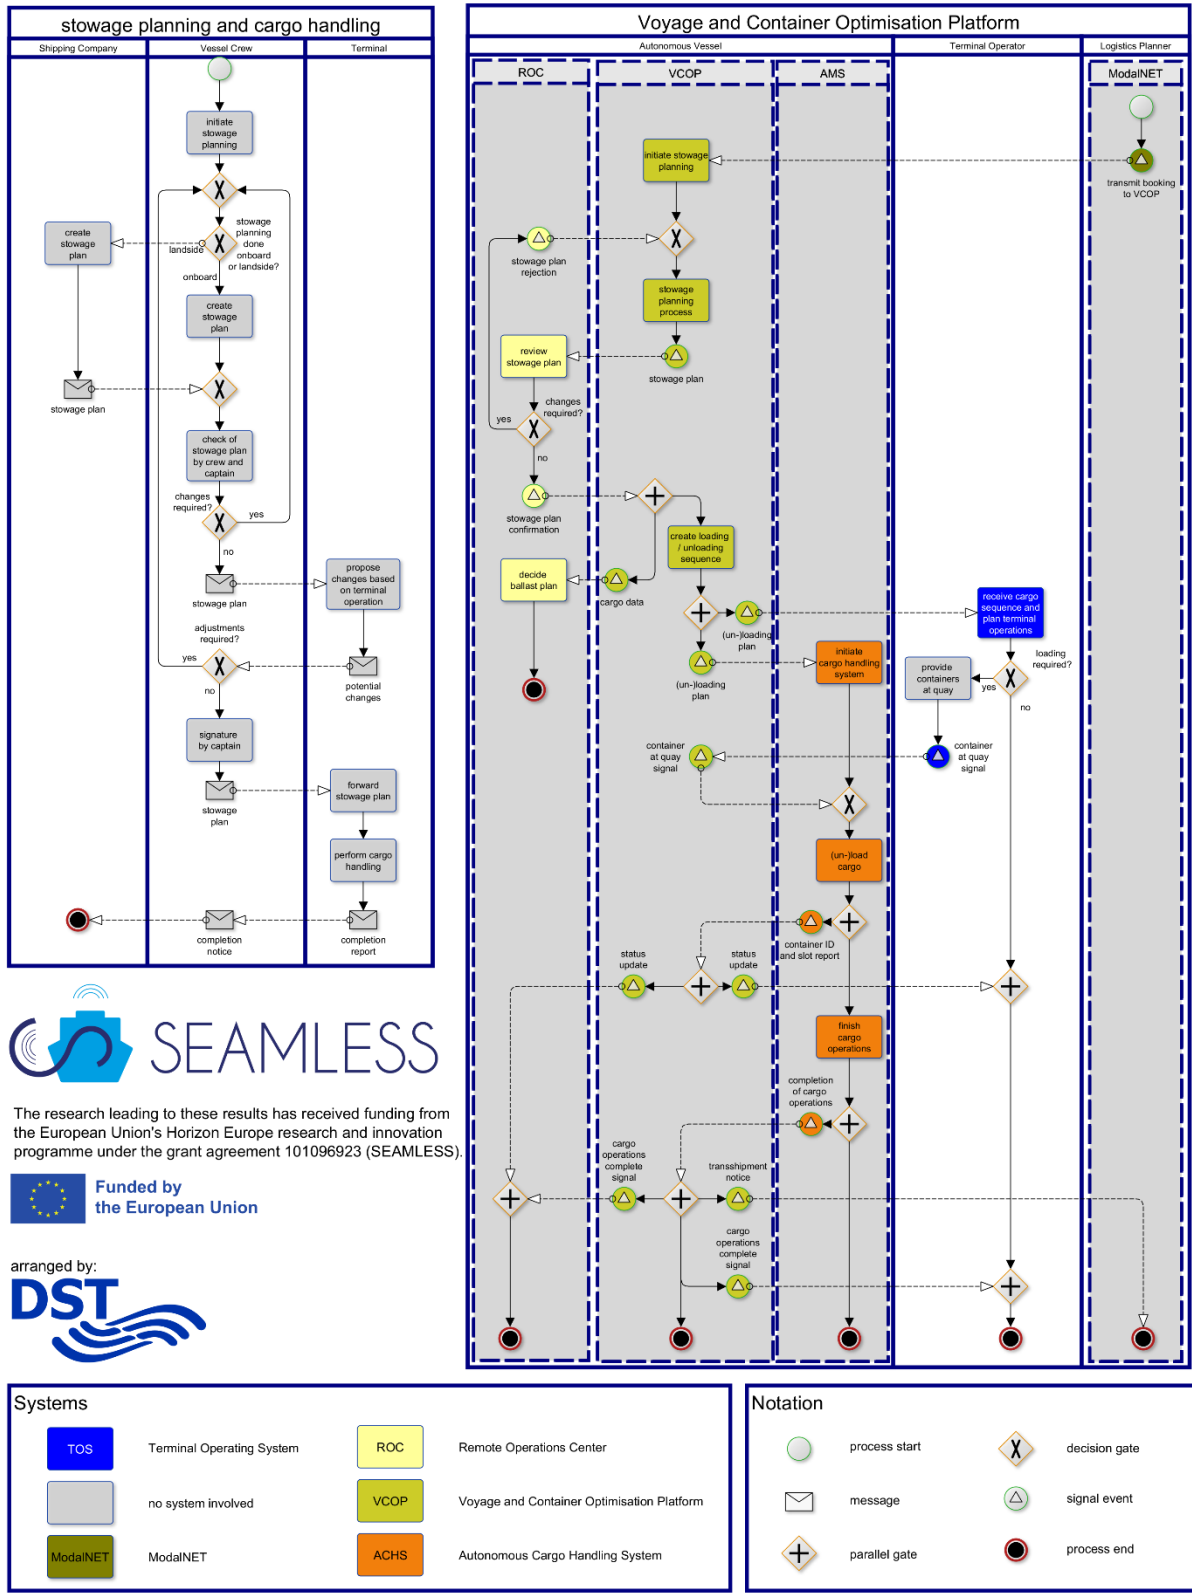 stowage planning and cargo handling
Shipping Company
Vessel Crew
Terminal
initiate
stowage
planning
stowage
planning
done
onboard
or landside?
landside
create
stowage
plan
onboard
create
stowage
plan
stowage plan
check of
stowage plan
by crew and
captain
changes
required?
yes
no
stowage plan
propose
changes based
on terminal
operation
adjustments
required?
yes
no
potential
changes
signature
by captain
stowage
plan
forward
stowage plan
perform cargo
handling
completion
notice
completion
report
SEAMLESS
The research leading to these results has received funding from
the European Union's Horizon Europe research and innovation
programme under the grant agreement 101096923 (SEAMLESS).
Funded by
the European Union
arranged by:
DST
Voyage and Container Optimisation Platform
Autonomous Vessel
Terminal Operator
Logistics Planner
ROC
VCOP
AMS
ModalNET
initiate stowage
planning
transmit booking
to VCOP
stowage plan
rejection
stowage
planning
process
review
stowage plan
stowage plan
changes
required?
yes
no
stowage plan
confirmation
create loading
/ unloading
sequence
decide
ballast plan
cargo data
(un-)loading
plan
receive cargo
sequence and
plan terminal
operations
(un-)loading
plan
initiate
cargo handling
system
loading
required?
provide
containers
at quay
yes
no
container
at quay
signal
container
at quay
signal
(un-)load
cargo
container ID
and slot report
status
update
status
update
finish
cargo
operations
completion
of cargo
operations
cargo
operations
complete
signal
transshipment
notice
cargo
operations
complete
signal
Systems
TOS
Terminal Operating System
ROC
Remote Operations Center
no system involved
VCOP
Voyage and Container Optimisation Platform
ModalNET
ModalNET
ACHS
Autonomous Cargo Handling System
Notation
process start
decision gate
message
signal event
parallel gate
process end